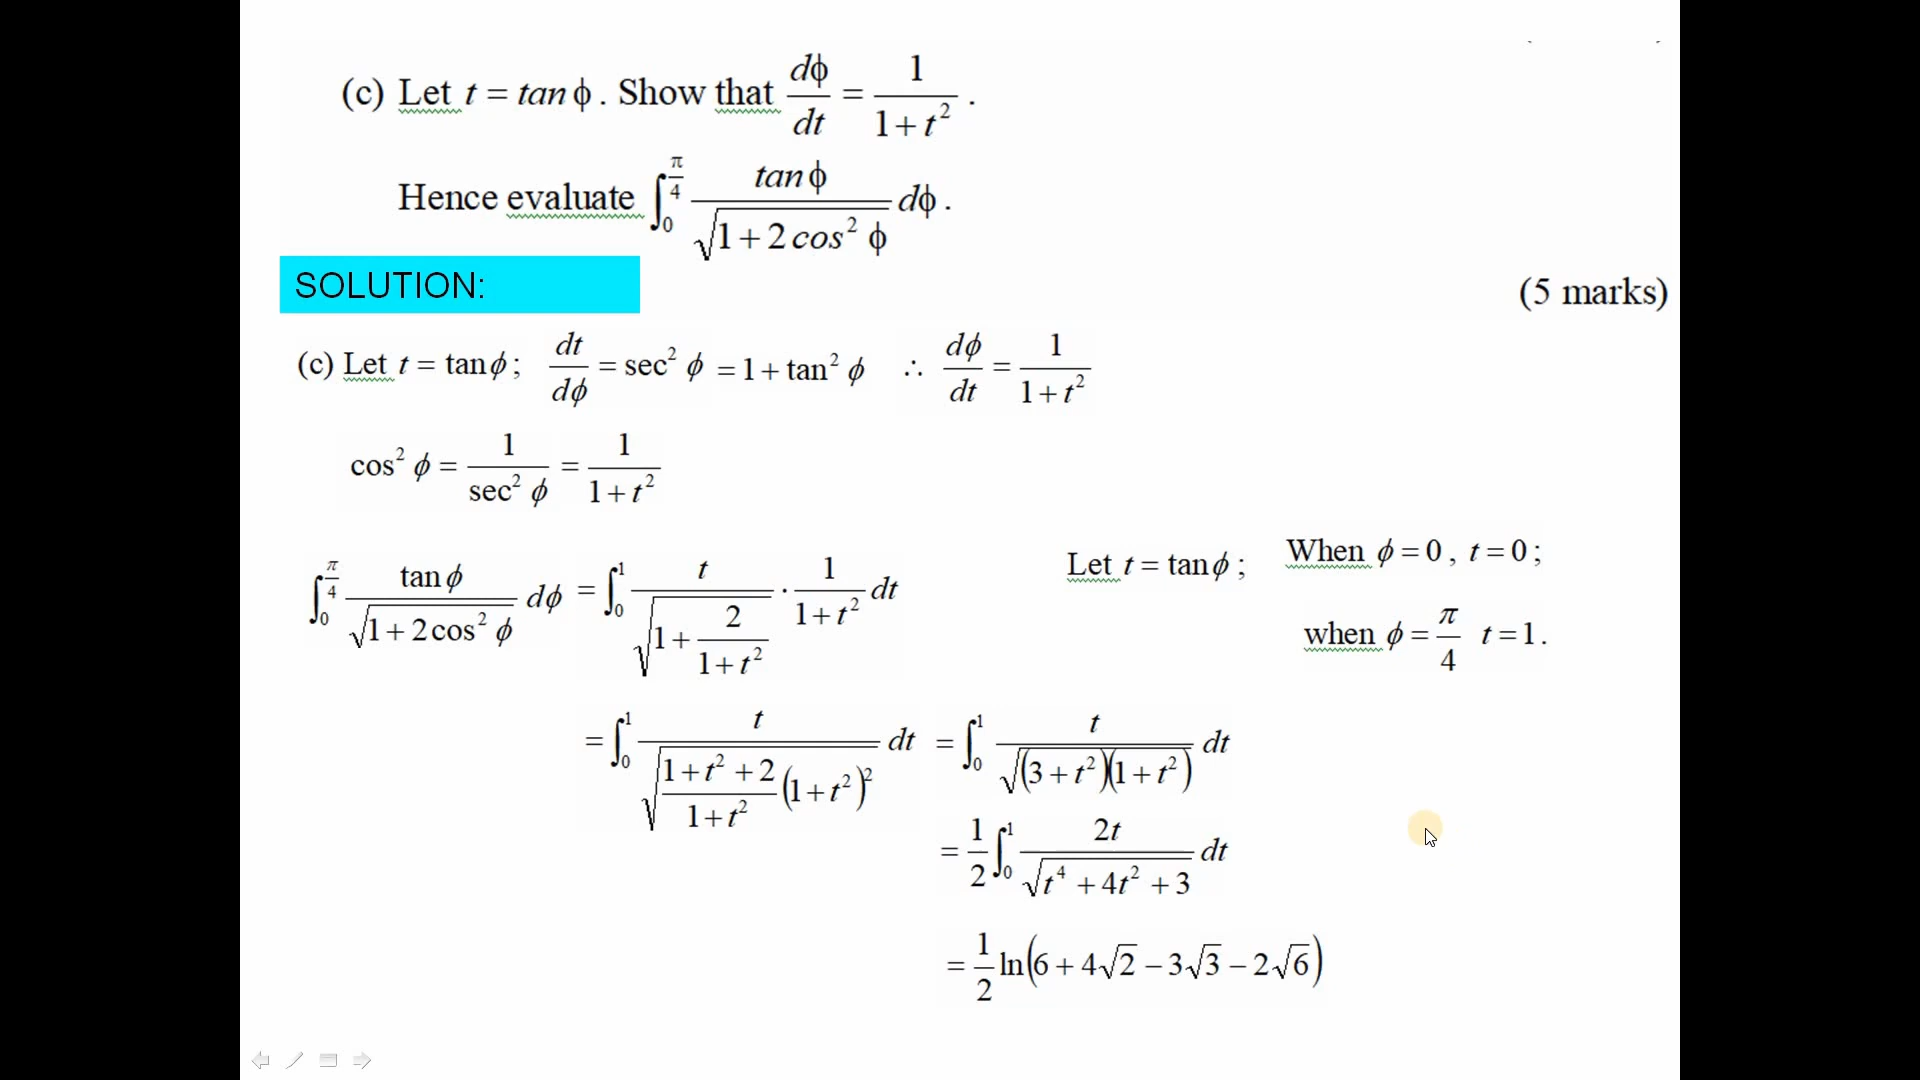 (c) Let t = tan ϕ . Show that dϕ/dt = 1/(1+t²) .
Hence evaluate ∫₀^(π/4) tan ϕ/√(1+2cos² ϕ) dϕ .
SOLUTION:
(5 marks)
(c) Let t = tan ϕ ; dt/dϕ = sec² ϕ = 1+tan² ϕ ∴ dϕ/dt = 1/(1+t²)
cos² ϕ = 1/(sec² ϕ) = 1/(1+t²)
Let t = tan ϕ ; When ϕ = 0 , t = 0 ;
∫₀^(π/4) tan ϕ/√(1+2cos² ϕ) dϕ = ∫₀¹ t/√(1+2/(1+t²)) · 1/(1+t²) dt
when ϕ = π/4 t = 1 .
= ∫₀¹ t/√((1+t²+2)/(1+t²) (1+t²)²) dt = ∫₀¹ t/√((3+t²)(1+t²)) dt
= 1/2 ∫₀¹ 2t/√(t⁴+4t²+3) dt
= 1/2 ln(6+4√2−3√3−2√6)